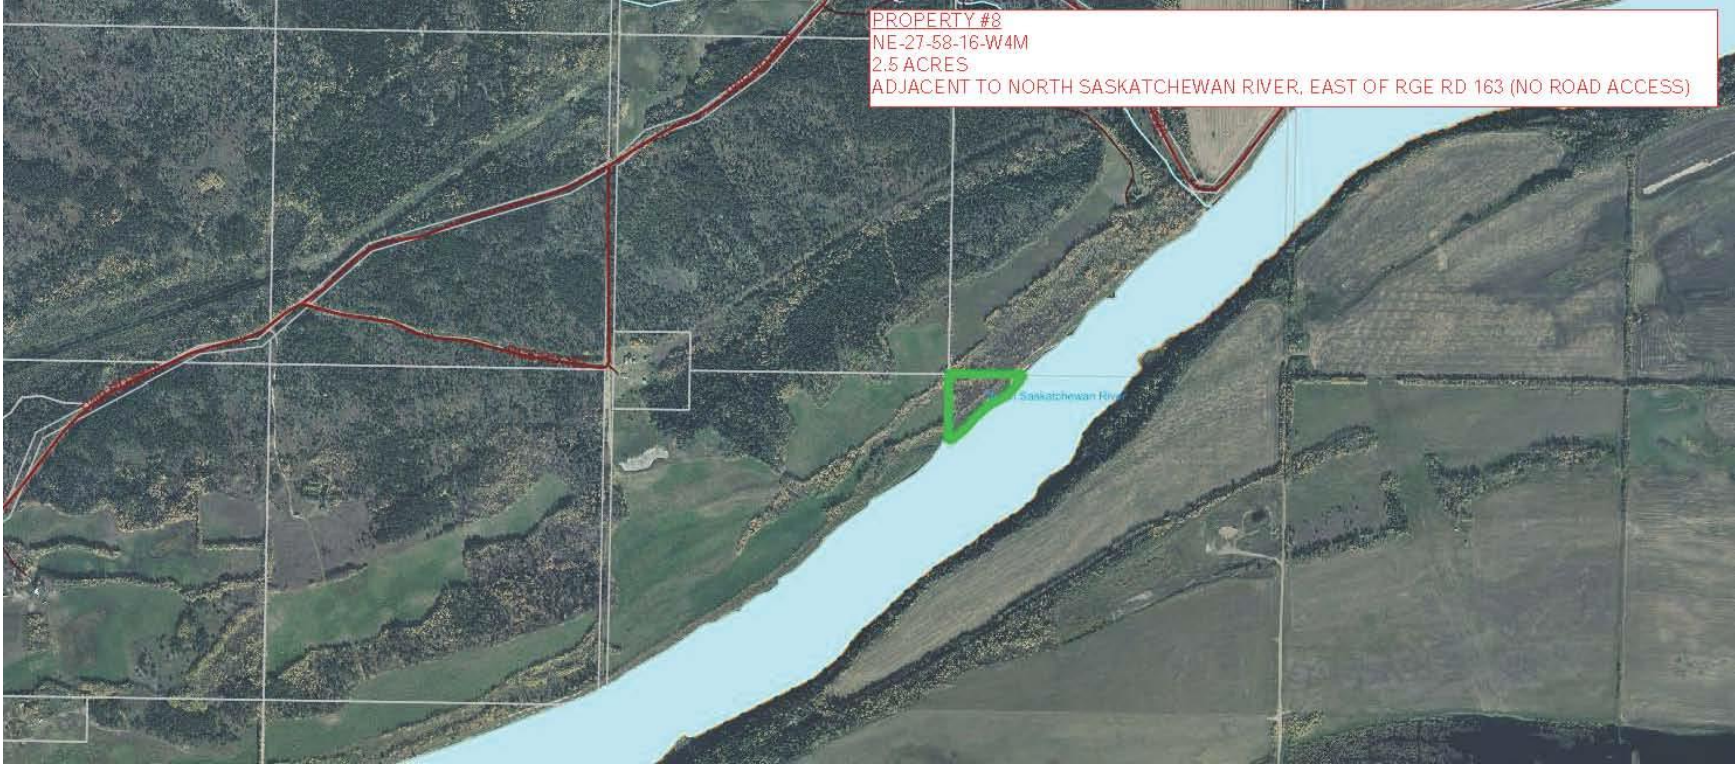 PROPERTY #8
NE-27-58-16-W4M
2.5 ACRES
ADJACENT TO NORTH SASKATCHEWAN RIVER, EAST OF RGE RD 163 (NO ROAD ACCESS)
Saskatchewan River